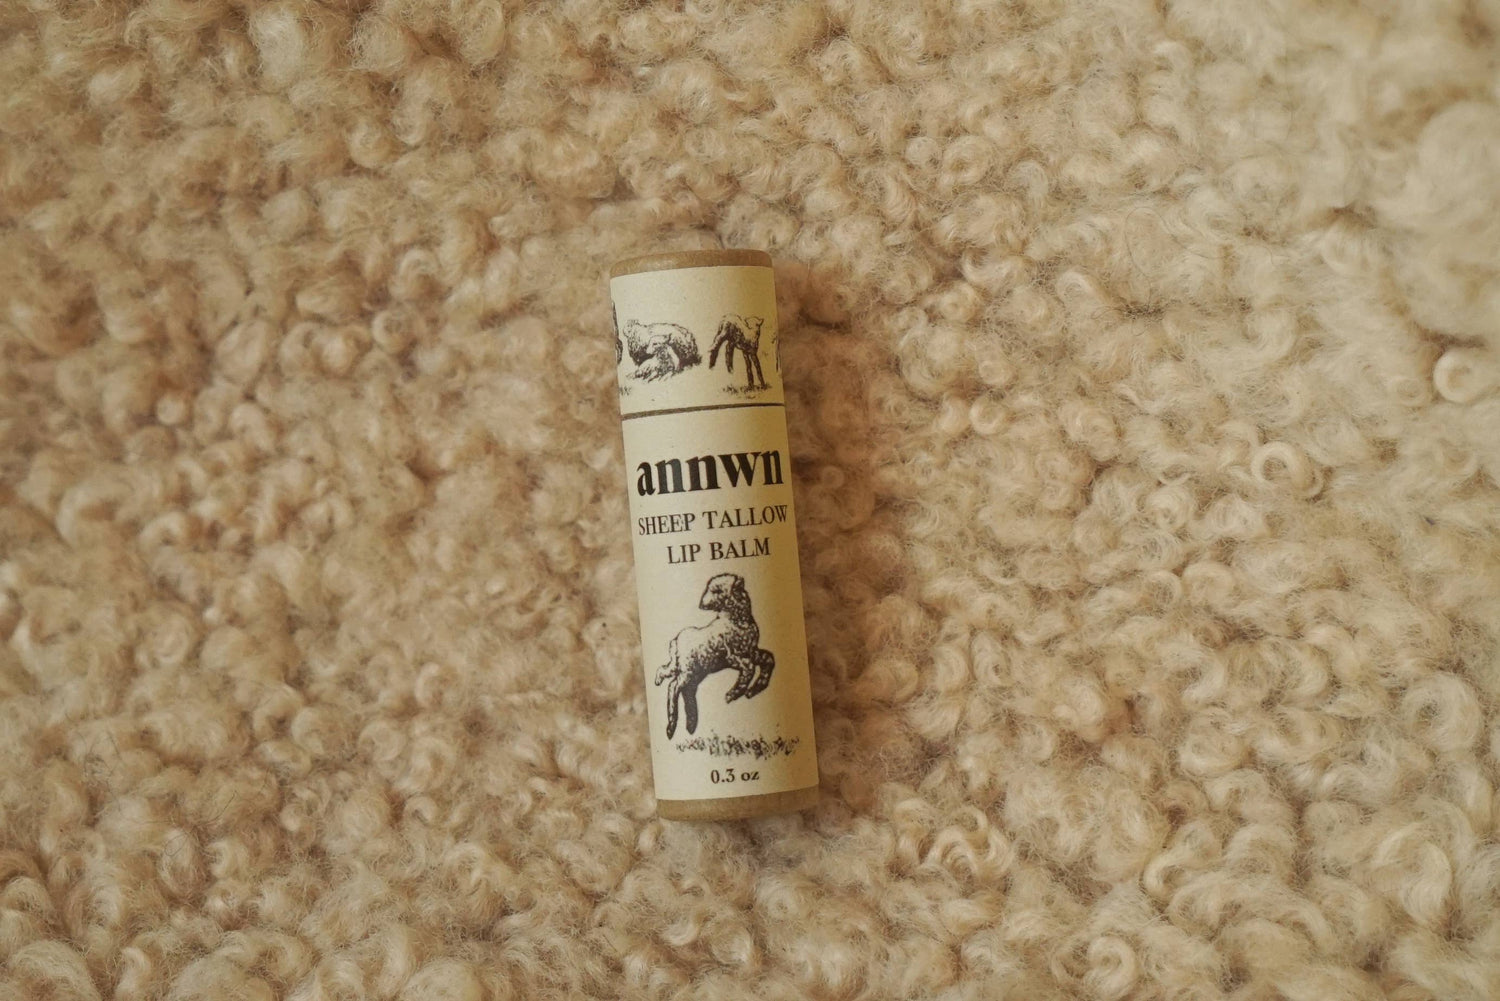 annwn
SHEEP TALLOW
LIP BALM
0.3 oz